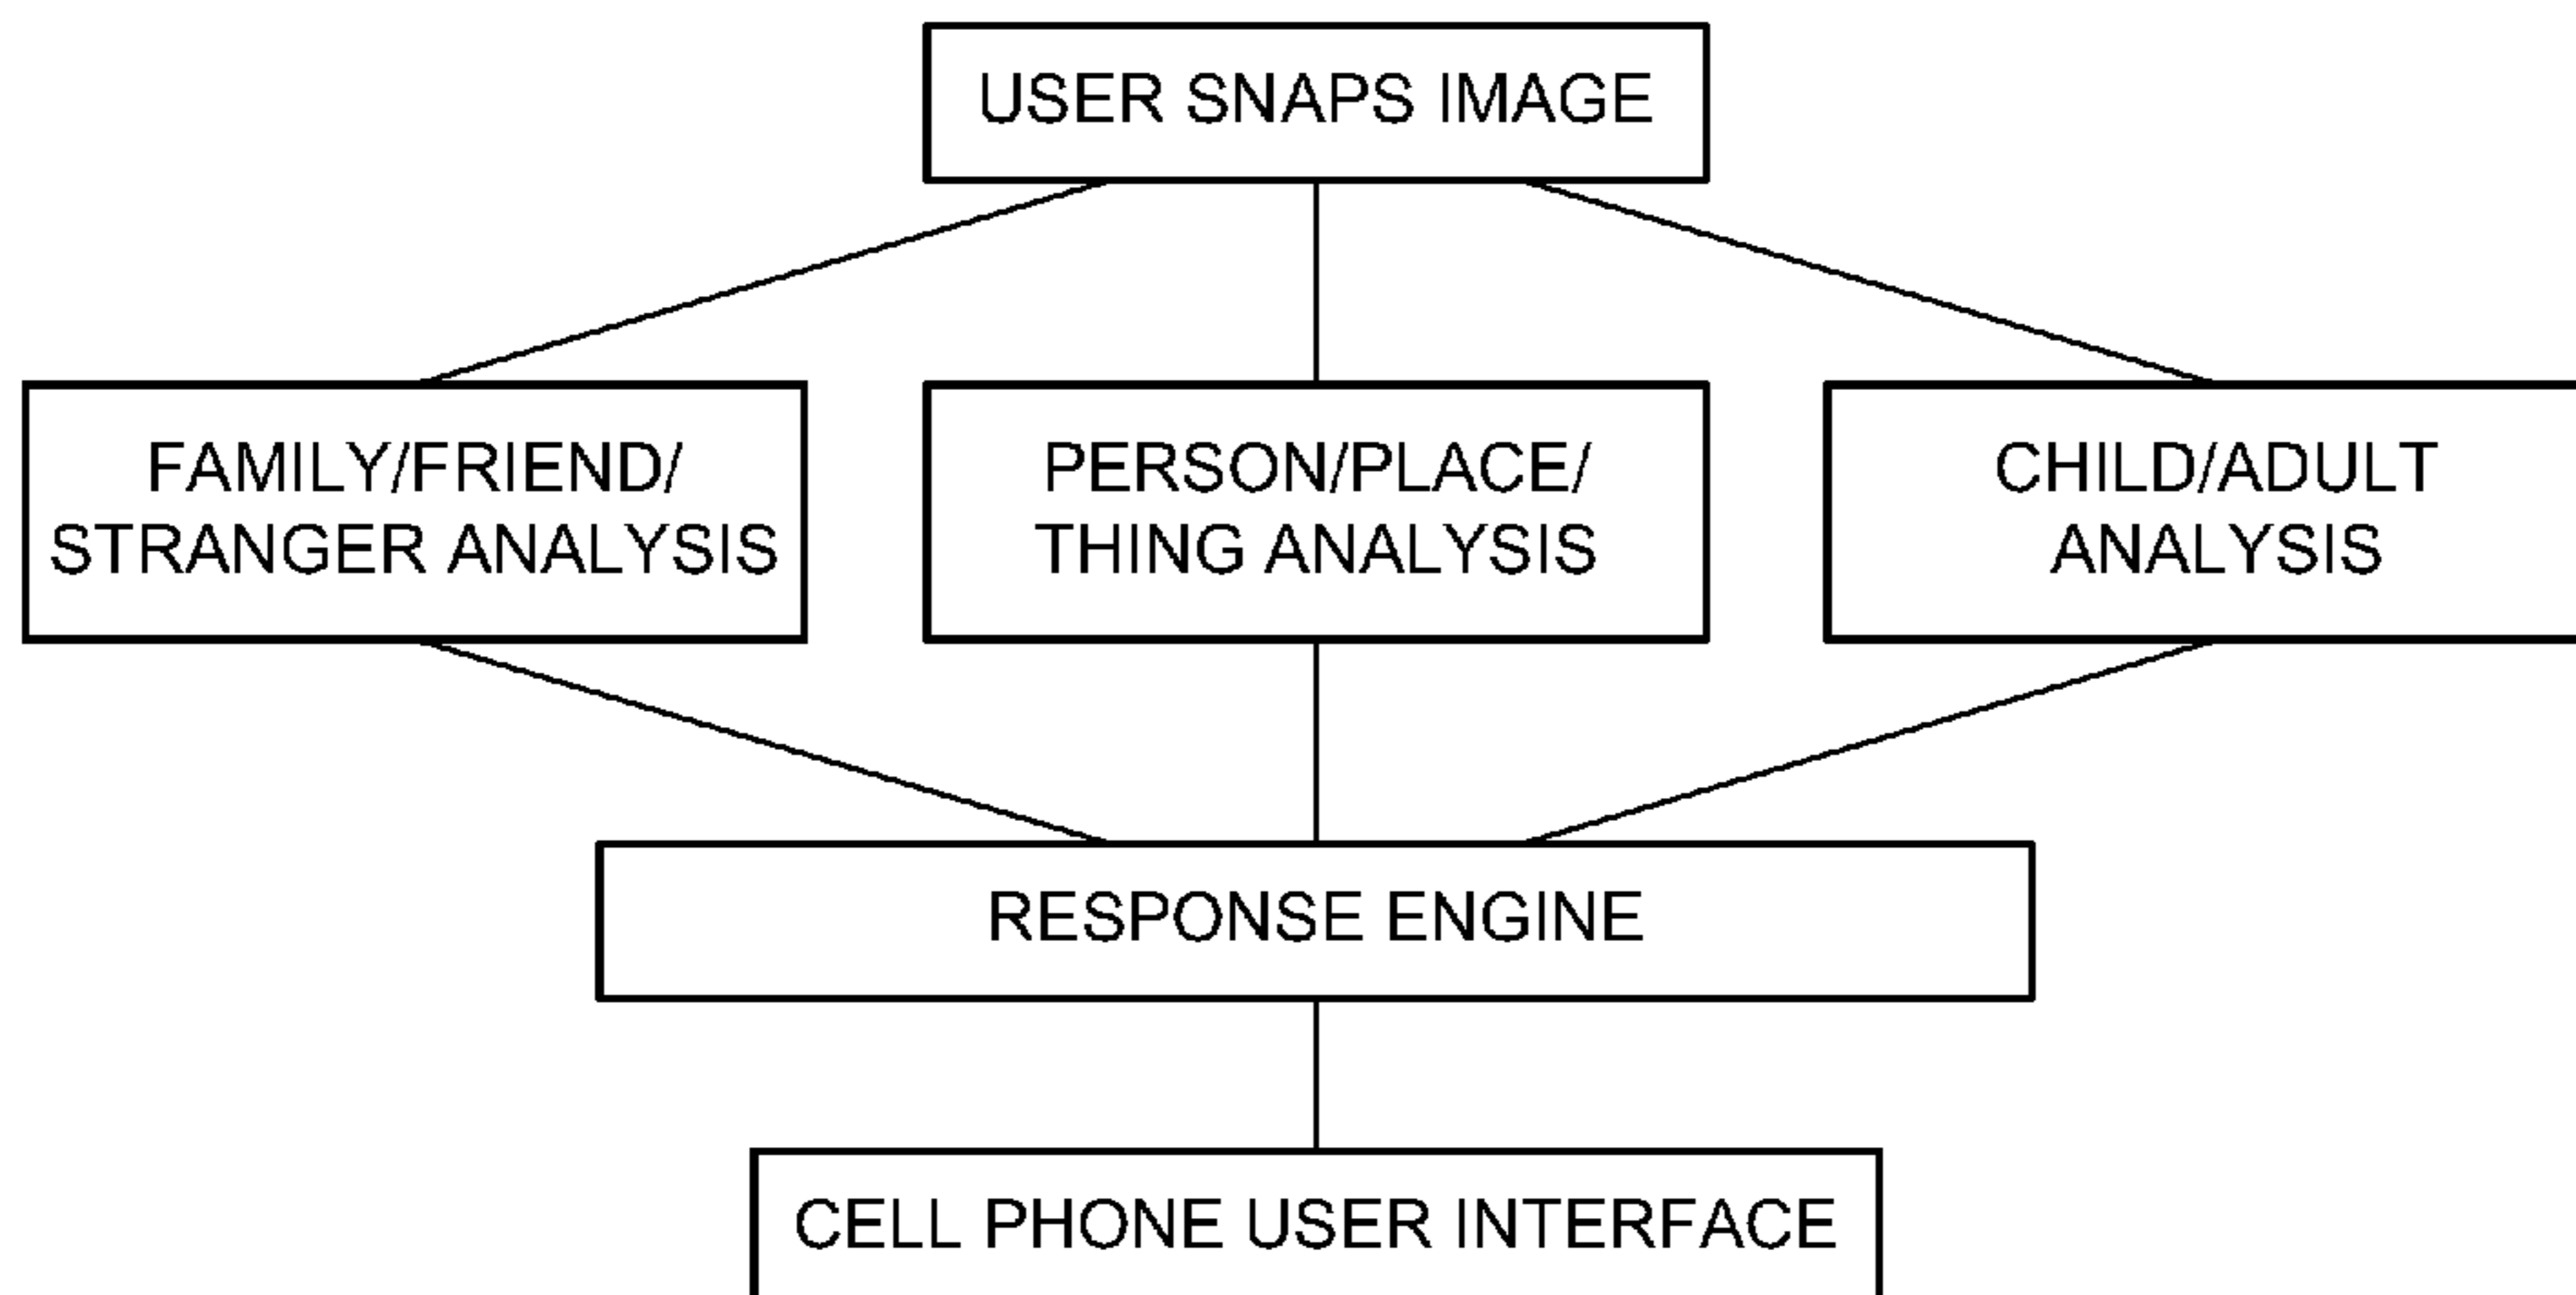 USER SNAPS IMAGE
FAMILY/FRIEND/
STRANGER ANALYSIS
PERSON/PLACE/
THING ANALYSIS
CHILD/ADULT
ANALYSIS
RESPONSE ENGINE
CELL PHONE USER INTERFACE